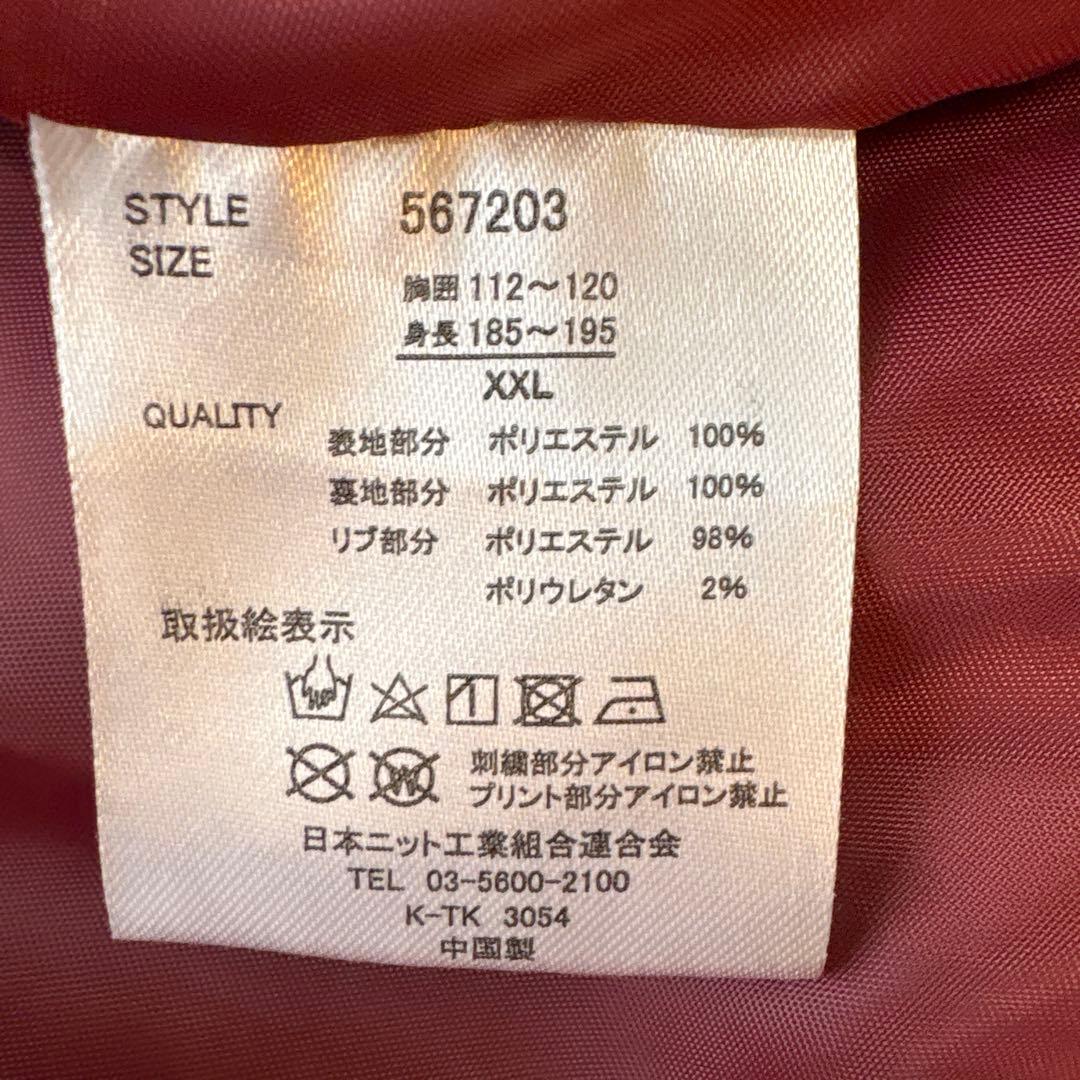 STYLE 567203
SIZE
胸囲 112～120
身長 185～195
XXL
QUALITY
表地部分 ポリエステル 100%
裏地部分 ポリエステル 100%
リブ部分 ポリエステル 98%
ポリウレタン 2%
取扱絵表示
W
刺繍部分アイロン禁止
プリント部分アイロン禁止
日本ニット工業組合連合会
TEL 03-5600-2100
K-TK 3054
中国製